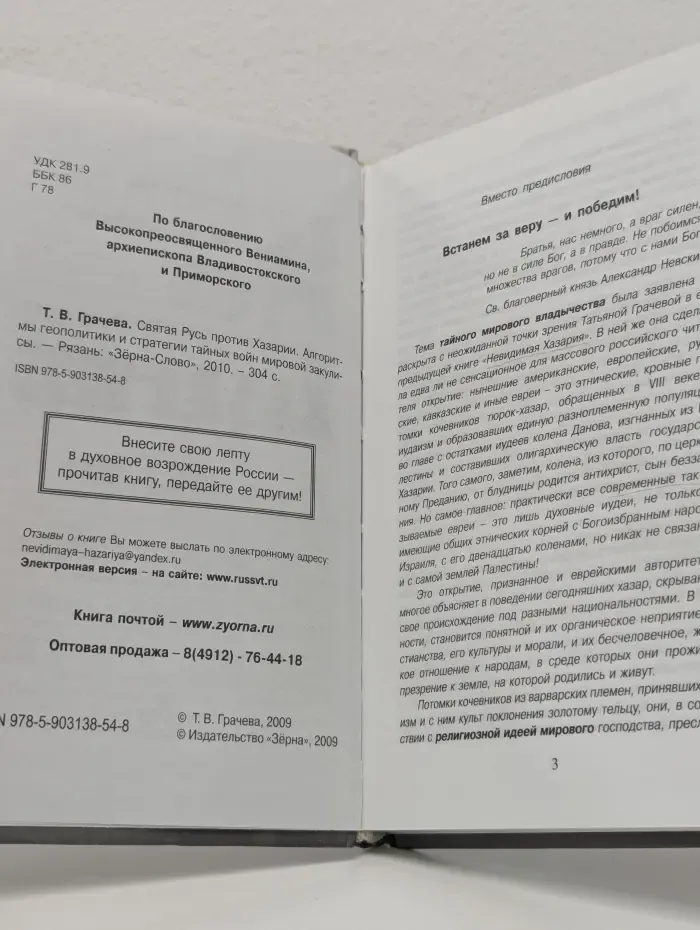 УДК 281.9
ББК 86
Г 78
По благословению
Высокопреосвященного Вениамина,
архиепископа Владивостокского
и Приморского
Т. В. Грачева. Святая Русь против Хазарии. Алгорит-
мы геополитики и стратегии тайных войн мировой закули-
сы. — Рязань: «Зёрна-Слово», 2010. – 304 с.
ISBN 978-5-903138-54-8
Внесите свою лепту
в духовное возрождение России —
прочитав книгу, передайте ее другим!
Отзывы о книге Вы можете выслать по электронному адресу:
nevidimaya-hazariya@yandex.ru
Электронная версия – на сайте: www.russvt.ru
Книга почтой – www.zyorna.ru
Оптовая продажа – 8(4912) - 76-44-18
N 978-5-903138-54-8
© Т. В. Грачева, 2009
© Издательство «Зёрна», 2009
Вместо предисловия
Встанем за веру — и победим!
Братья, нас немного, а враг силен,
но не в силе Бог, а в правде. Не побоимся
множества врагов, потому что с нами Бог
Св. благоверный князь Александр Невски
Тема тайного мирового владычества была заявлена
раскрыта с неожиданной точки зрения Татьяной Грачевой в е
предыдущей книге «Невидимая Хазария». В ней же она сдела
ла едва ли не сенсационное для массового российского чит
теля открытие: нынешние американские, европейские, ру
ские, кавказские и иные евреи – это этнические, кровные п
томки кочевников тюрок-хазар, обращенных в VIII веке
иудаизм и образовавших единую разноплеменную популяц
во главе с остатками иудеев колена Данова, изгнанных из
лестины и составивших олигархическую власть государс
Хазарии. Того самого, заметим, колена, из которого, по церк
ному Преданию, от блудницы родится антихрист, сын безза
ния. Но самое главное: практически все современные так
зываемые евреи – это лишь духовные иудеи, не только
имеющие общих этнических корней с Богоизбранным нарo
Израиля, с его двенадцатью коленами, но никак не связан
и с самой землей Палестины!
Это открытие, признанное и еврейскими авторитет
многое объясняет в поведении сегодняшних хазар, скрыван
свое происхождение под разными национальностями. В
ности, становится понятной и их органическое неприятие
стианства, его культуры и морали, и их бесчеловечное, ж
кое отношение к народам, в среде которых они прожи
презрение к земле, на которой родились и живут.
Потомки кочевников из варварских племен, принявших
изм и с ним культ поклонения золотому тельцу, они, в со
ствии с религиозной идеей мирового господства, пресл
3